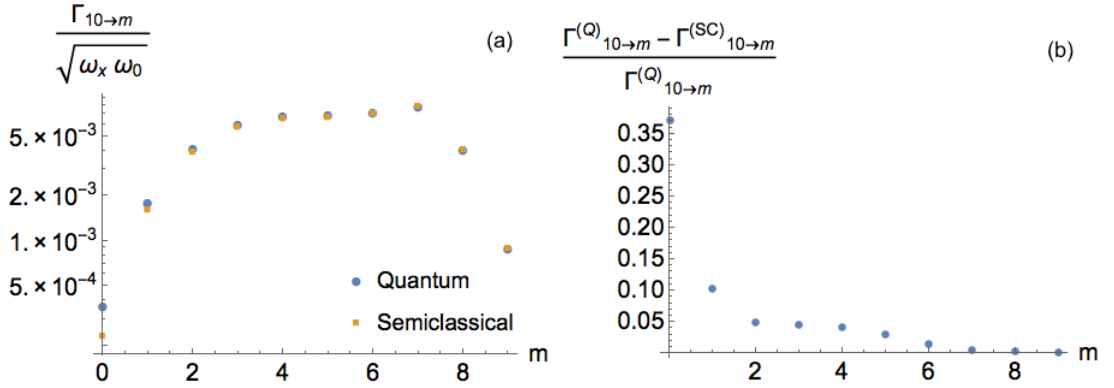 Γ10→m
√ωx ω0
(a)
5. × 10⁻³
2. × 10⁻³
1. × 10⁻³
5. × 10⁻⁴
Quantum
Semiclassical
0 2 4 6 8 m
Γ(Q)10→m – Γ(SC)10→m
Γ(Q)10→m
(b)
0.35
0.30
0.25
0.20
0.15
0.10
0.05
2 4 6 8 m